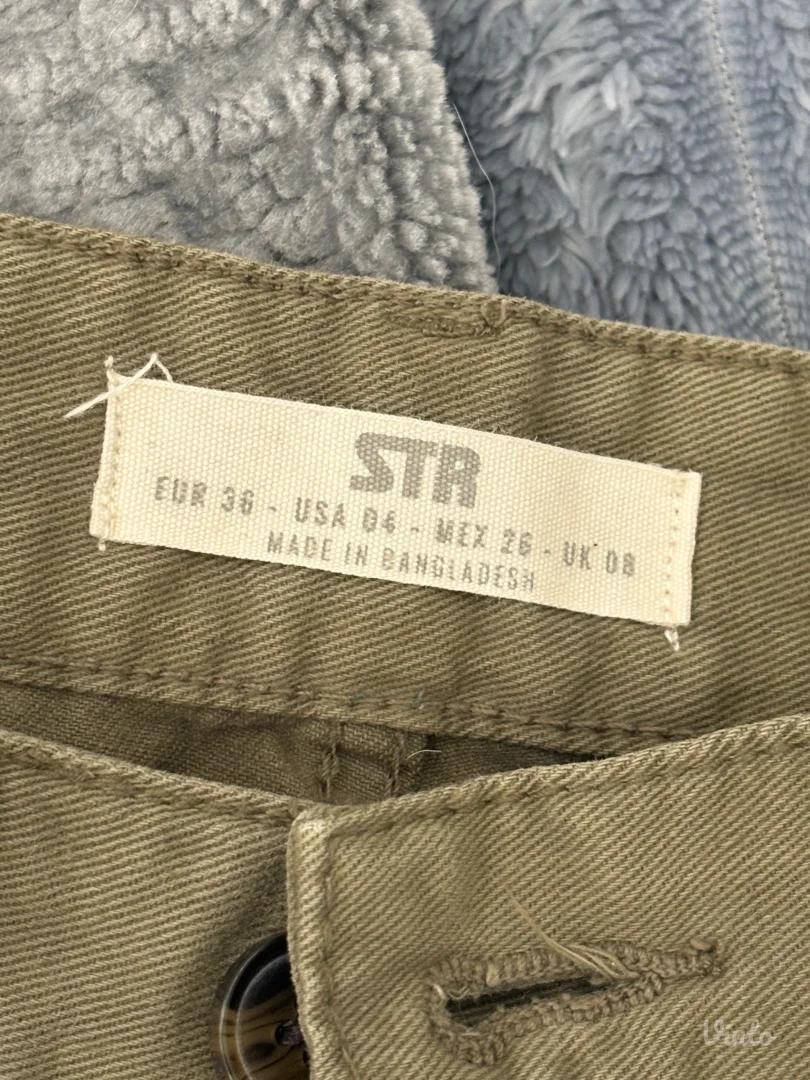 STR
EUR 36 - USA 04 - MEX 26 - UK 08
MADE IN BANGLADESH